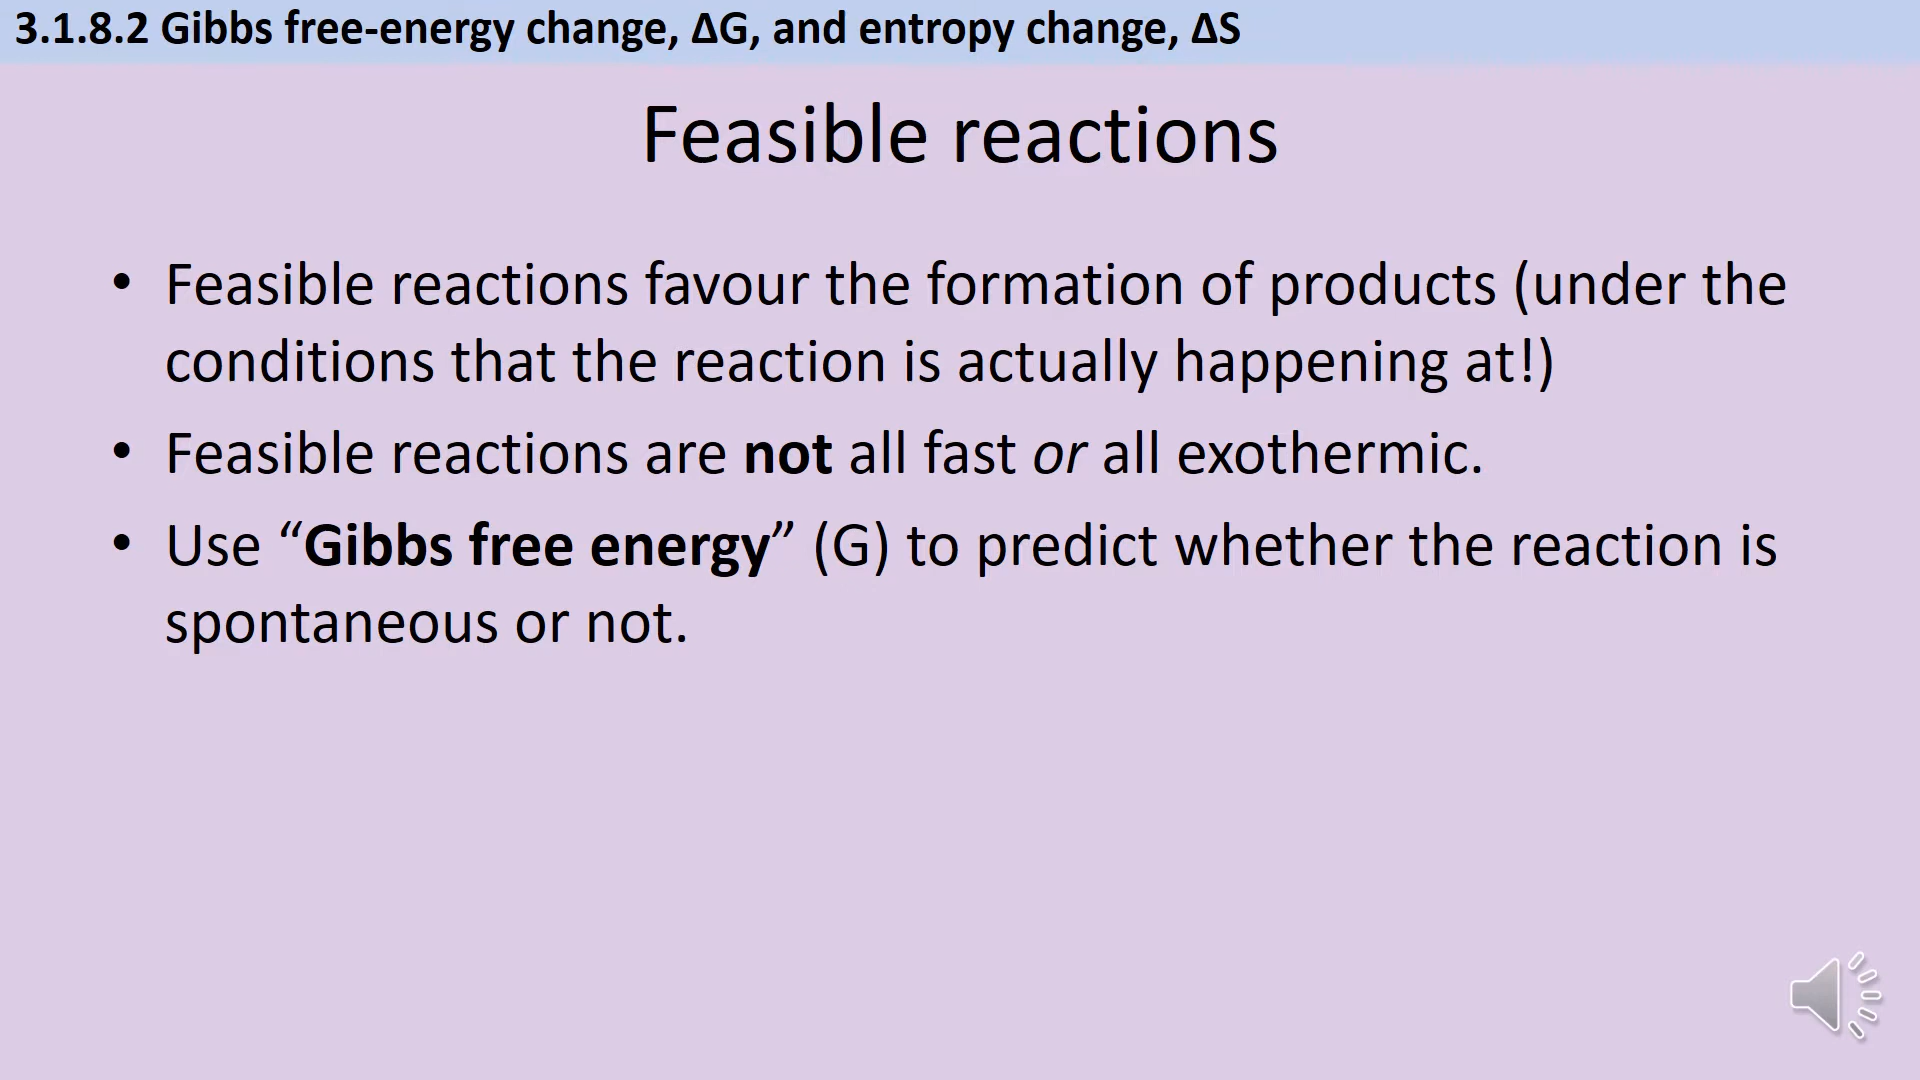 3.1.8.2 Gibbs free-energy change, ΔG, and entropy change, ΔS
Feasible reactions
• Feasible reactions favour the formation of products (under the
conditions that the reaction is actually happening at!)
• Feasible reactions are not all fast or all exothermic.
• Use “Gibbs free energy” (G) to predict whether the reaction is
spontaneous or not.